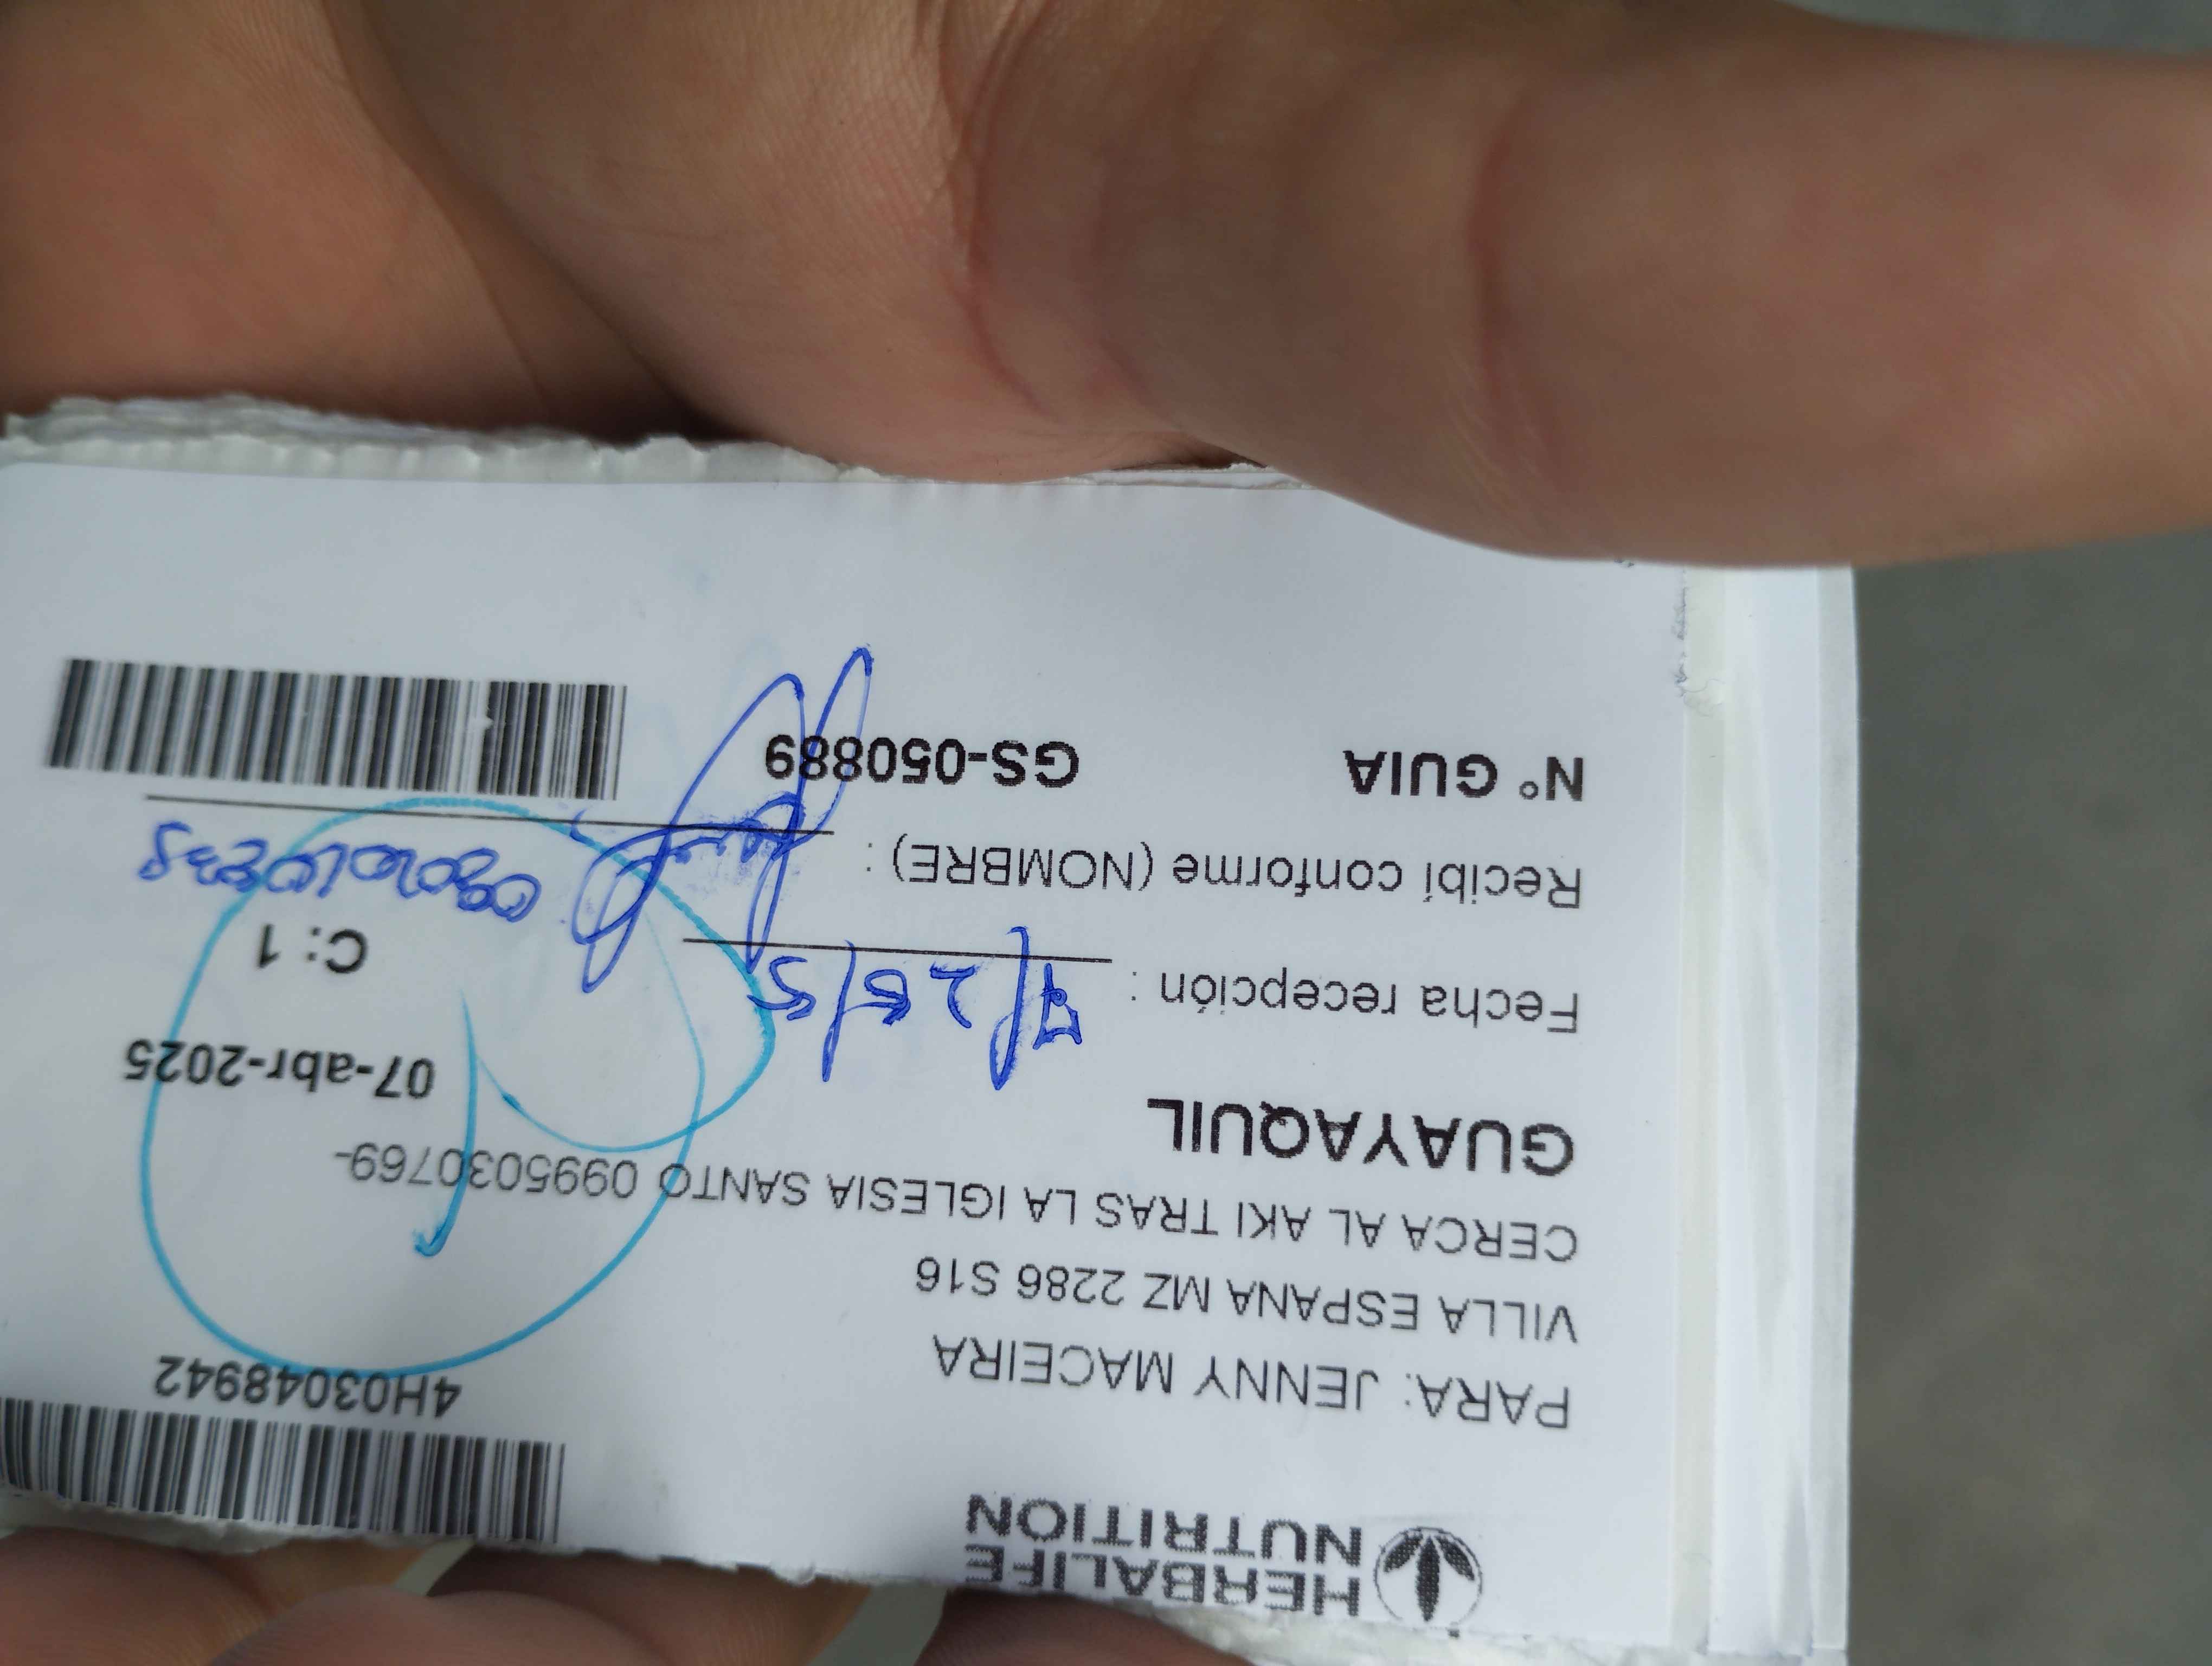 HERBALIFE
NUTRITION
4H03048942
PARA: JENNY MACEIRA
VILLA ESPANA MZ 2286 S16
CERCA AL AKI TRAS LA IGLESIA SANTO 0995030769-
GUAYAQUIL
07-abr-2025
Fecha recepción :
C: 1
Recibí conforme (NOMBRE) :
N° GUIA GS-050889